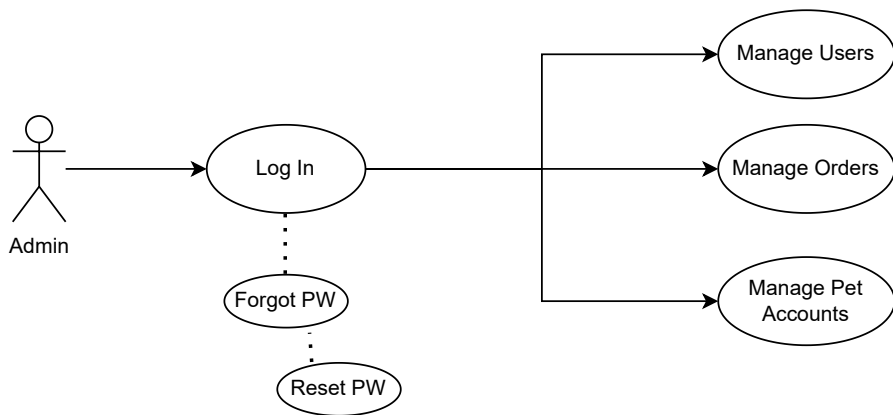 Manage Users
Log In
Manage Orders
Admin
Forgot PW
Manage Pet
Accounts
Reset PW